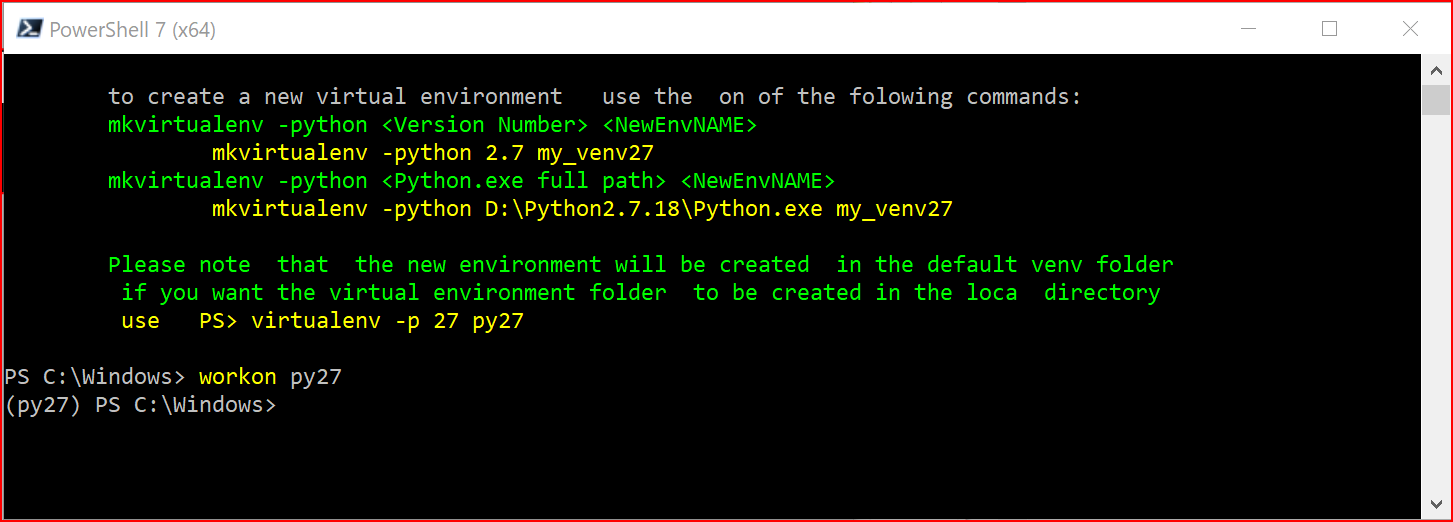 PowerShell 7 (x64)
to create a new virtual environment   use the  on of the folowing commands:
mkvirtualenv -python <Version Number> <NewEnvNAME>
mkvirtualenv -python 2.7 my_venv27
mkvirtualenv -python <Python.exe full path> <NewEnvNAME>
mkvirtualenv -python D:\Python2.7.18\Python.exe my_venv27
Please note  that  the new environment will be created  in the default venv folder
if you want the virtual environment folder  to be created in the loca  directory
use   PS> virtualenv -p 27 py27
PS C:\Windows> workon py27
(py27) PS C:\Windows>